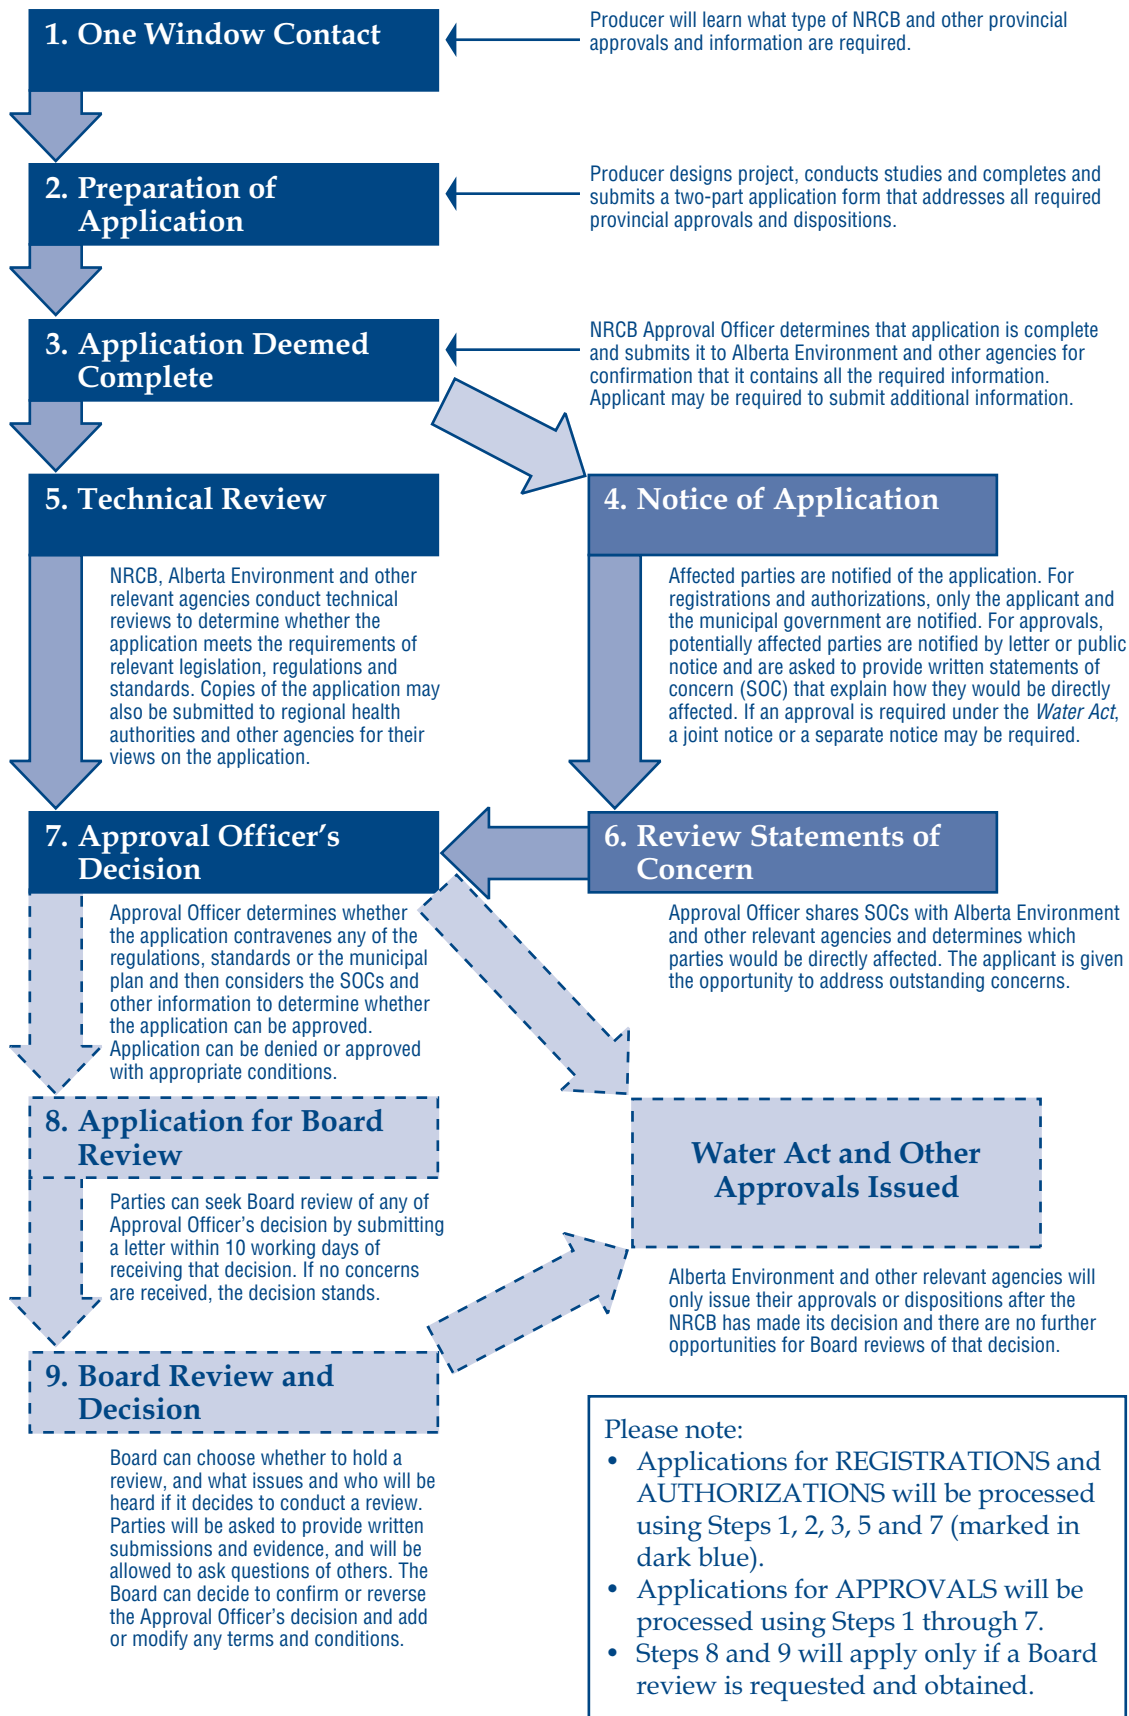 1. One Window Contact
Producer will learn what type of NRCB and other provincial
approvals and information are required.
2. Preparation of
Application
Producer designs project, conducts studies and completes and
submits a two-part application form that addresses all required
provincial approvals and dispositions.
3. Application Deemed
Complete
NRCB Approval Officer determines that application is complete
and submits it to Alberta Environment and other agencies for
confirmation that it contains all the required information.
Applicant may be required to submit additional information.
5. Technical Review
NRCB, Alberta Environment and other
relevant agencies conduct technical
reviews to determine whether the
application meets the requirements of
relevant legislation, regulations and
standards. Copies of the application may
also be submitted to regional health
authorities and other agencies for their
views on the application.
4. Notice of Application
Affected parties are notified of the application. For
registrations and authorizations, only the applicant and
the municipal government are notified. For approvals,
potentially affected parties are notified by letter or public
notice and are asked to provide written statements of
concern (SOC) that explain how they would be directly
affected. If an approval is required under the Water Act,
a joint notice or a separate notice may be required.
7. Approval Officer's
Decision
Approval Officer determines whether
the application contravenes any of the
regulations, standards or the municipal
plan and then considers the SOCs and
other information to determine whether
the application can be approved.
Application can be denied or approved
with appropriate conditions.
6. Review Statements of
Concern
Approval Officer shares SOCs with Alberta Environment
and other relevant agencies and determines which
parties would be directly affected. The applicant is given
the opportunity to address outstanding concerns.
8. Application for Board
Review
Parties can seek Board review of any of
Approval Officer's decision by submitting
a letter within 10 working days of
receiving that decision. If no concerns
are received, the decision stands.
Water Act and Other
Approvals Issued
Alberta Environment and other relevant agencies will
only issue their approvals or dispositions after the
NRCB has made its decision and there are no further
opportunities for Board reviews of that decision.
9. Board Review and
Decision
Board can choose whether to hold a
review, and what issues and who will be
heard if it decides to conduct a review.
Parties will be asked to provide written
submissions and evidence, and will be
allowed to ask questions of others. The
Board can decide to confirm or reverse
the Approval Officer's decision and add
or modify any terms and conditions.
Please note:
• Applications for REGISTRATIONS and
AUTHORIZATIONS will be processed
using Steps 1, 2, 3, 5 and 7 (marked in
dark blue).
• Applications for APPROVALS will be
processed using Steps 1 through 7.
• Steps 8 and 9 will apply only if a Board
review is requested and obtained.